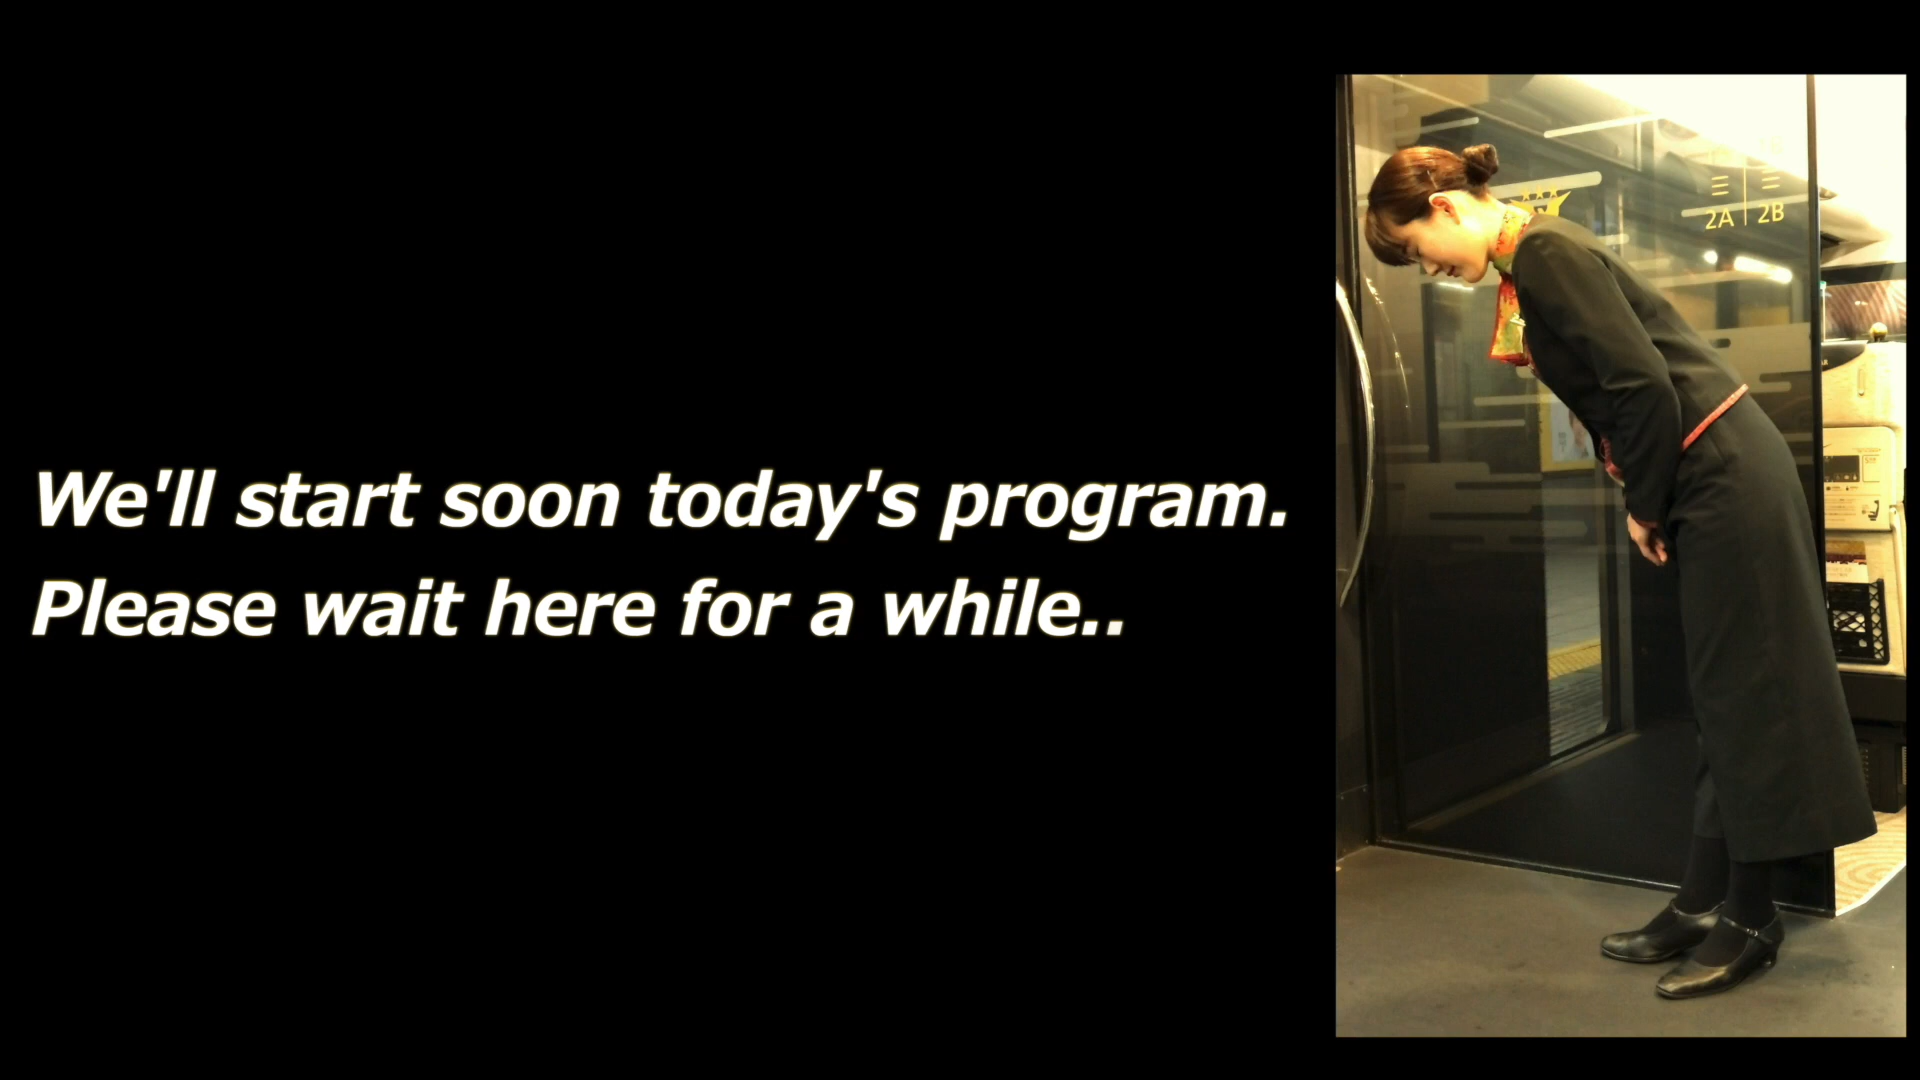 We'll start soon today's program.
Please wait here for a while..
2A 2B